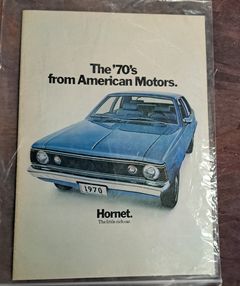 The '70's
from American Motors.
1970
Hornet.
The little rich car.